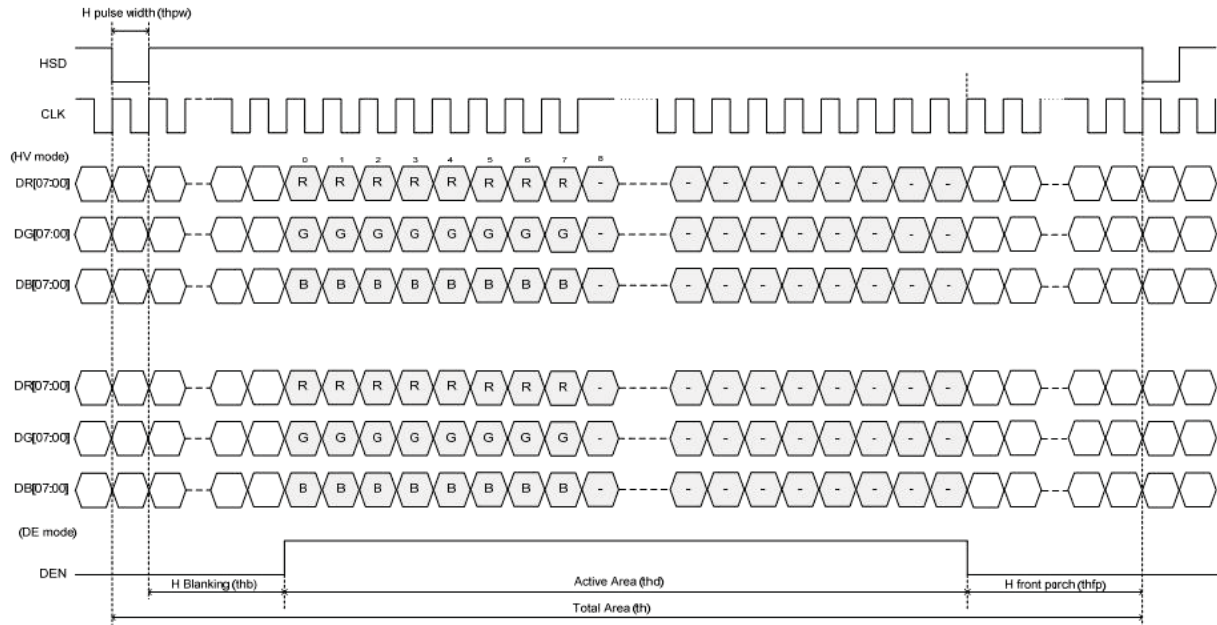 H pulse width (thpw)
HSD
CLK
(HV mode)
0 1 2 3 4 5 6 7 8
DR[07:00] R R R R R R R R - - - - - - - - -
DG[07:00] G G G G G G G G - - - - - - - - -
DB[07:00] B B B B B B B B - - - - - - - - -
DR[07:00] R R R R R R R R - - - - - - - - -
DG[07:00] G G G G G G G G - - - - - - - - -
DB[07:00] B B B B B B B B - - - - - - - - -
(DE mode)
DEN
H Blanking (thb) Active Area (thd) H front porch (thfp)
Total Area (th)